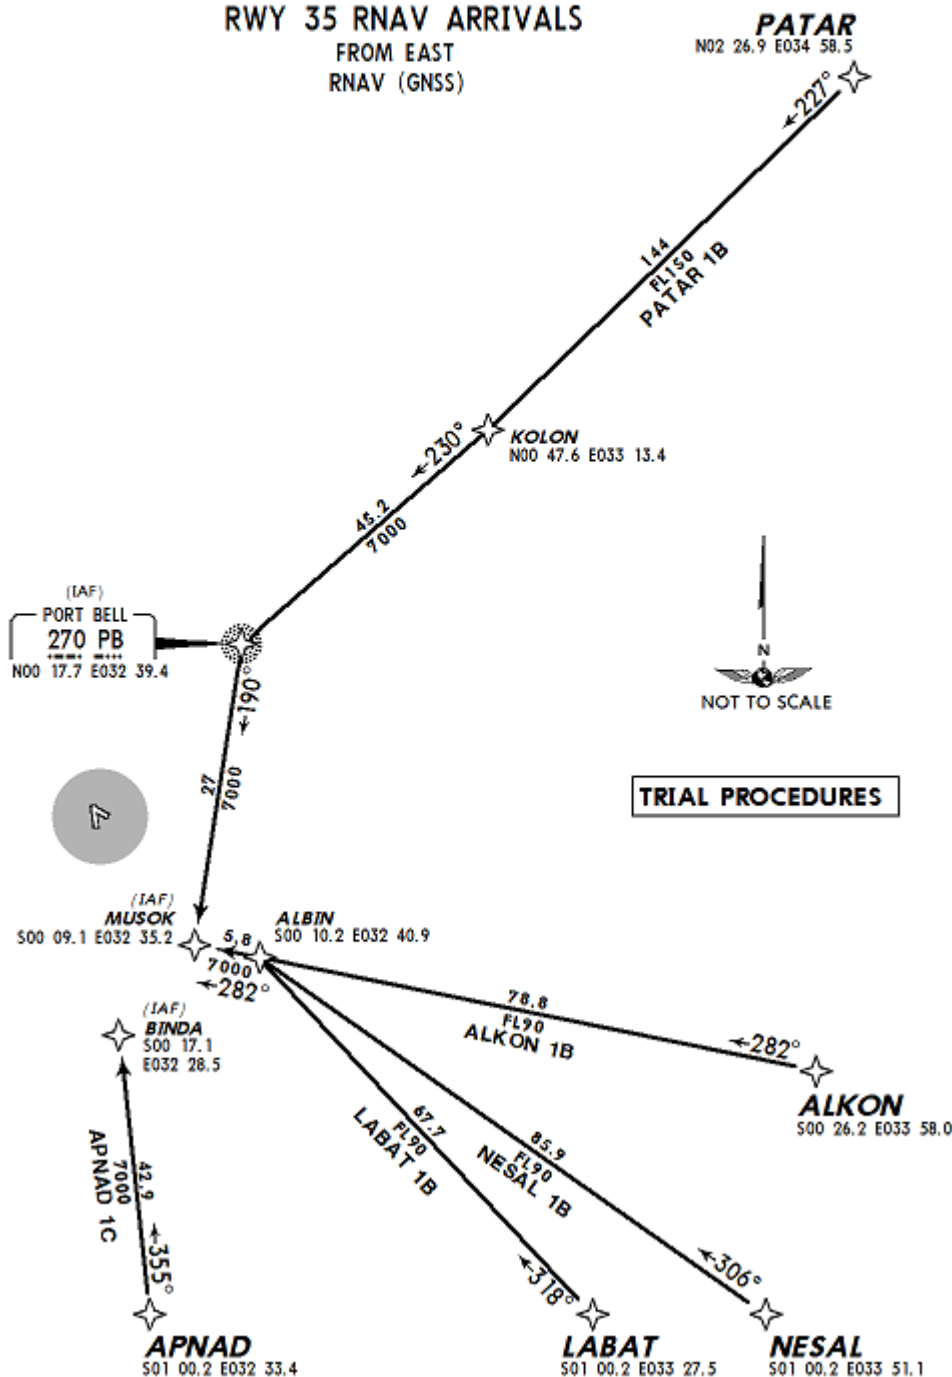 RWY 35 RNAV ARRIVALS
FROM EAST
RNAV (GNSS)
PATAR
N02 26.9 E034 58.5
←227°
144
FL150
PATAR 1B
←230°
KOLON
N00 47.6 E033 13.4
45.2
7000
(IAF)
PORT BELL
270 PB
N00 17.7 E032 39.4
←190°
27
7000
N
NOT TO SCALE
TRIAL PROCEDURES
(IAF)
MUSOK
S00 09.1 E032 35.2
ALBIN
S00 10.2 E032 40.9
5.8
7000
←282°
(IAF)
BINDA
S00 17.1
E032 28.5
78.8
FL90
ALKON 1B
←282°
ALKON
S00 26.2 E033 58.0
67.7
FL90
LABAT 1B
85.9
FL90
NESAL 1B
42.9
7000
APNAD 1C
←355°
←318°
←306°
APNAD
S01 00.2 E032 33.4
LABAT
S01 00.2 E033 27.5
NESAL
S01 00.2 E033 51.1